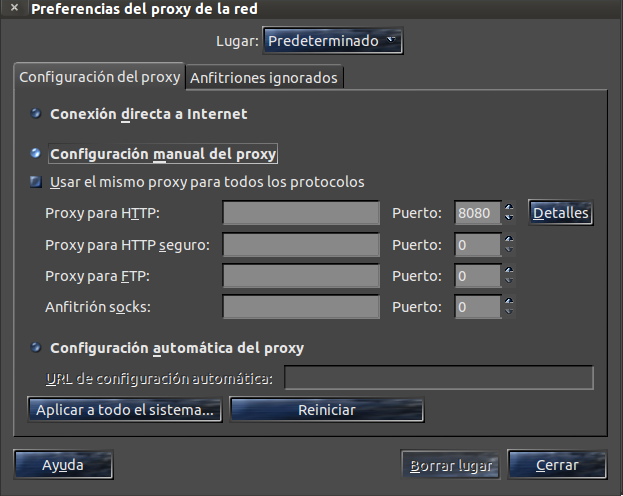 × Preferencias del proxy de la red
Lugar: Predeterminado
Configuración del proxy Anfitriones ignorados
Conexión directa a Internet
Configuración manual del proxy
Usar el mismo proxy para todos los protocolos
Proxy para HTTP: Puerto: 8080 Detalles
Proxy para HTTP seguro: Puerto: 0
Proxy para FTP: Puerto: 0
Anfitrión socks: Puerto: 0
Configuración automática del proxy
URL de configuración automática:
Aplicar a todo el sistema... Reiniciar
Ayuda Borrar lugar Cerrar